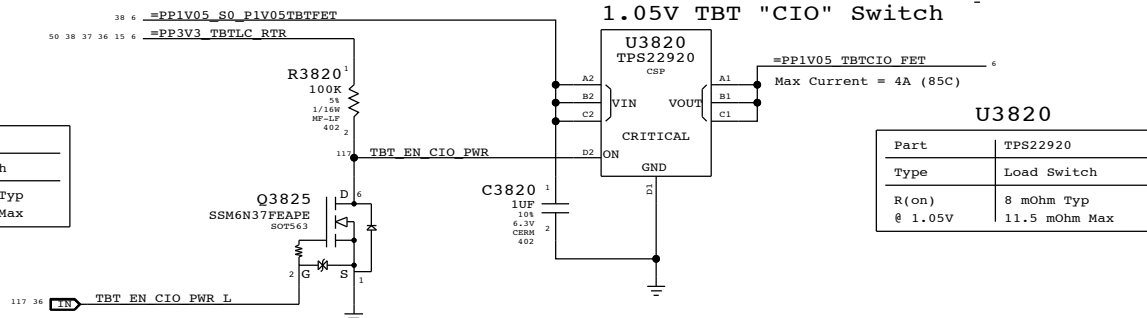 38 6 =PP1V05_S0_P1V05TBTFET
50 38 37 36 15 6 =PP3V3_TBTLC_RTR
1.05V TBT "CIO" Switch
U3820
TPS22920
CSP
A2
B2
C2
VIN
VOUT
A1
B1
C1
CRITICAL
D2 ON
GND
D1
=PP1V05_TBTCIO_FET 6
Max Current = 4A (85C)
R3820 1
100K
5%
1/16W
MF-LF
402
2
117 TBT_EN_CIO_PWR
Q3825
SSM6N37FEAPE
SOT563
D 6
2 G S 1
C3820 1
1UF
10%
6.3V
CERM
402
2
117 36 IN TBT_EN_CIO_PWR_L
h
Typ
Max
U3820
Part TPS22920
Type Load Switch
R(on) 8 mOhm Typ
@ 1.05V 11.5 mOhm Max